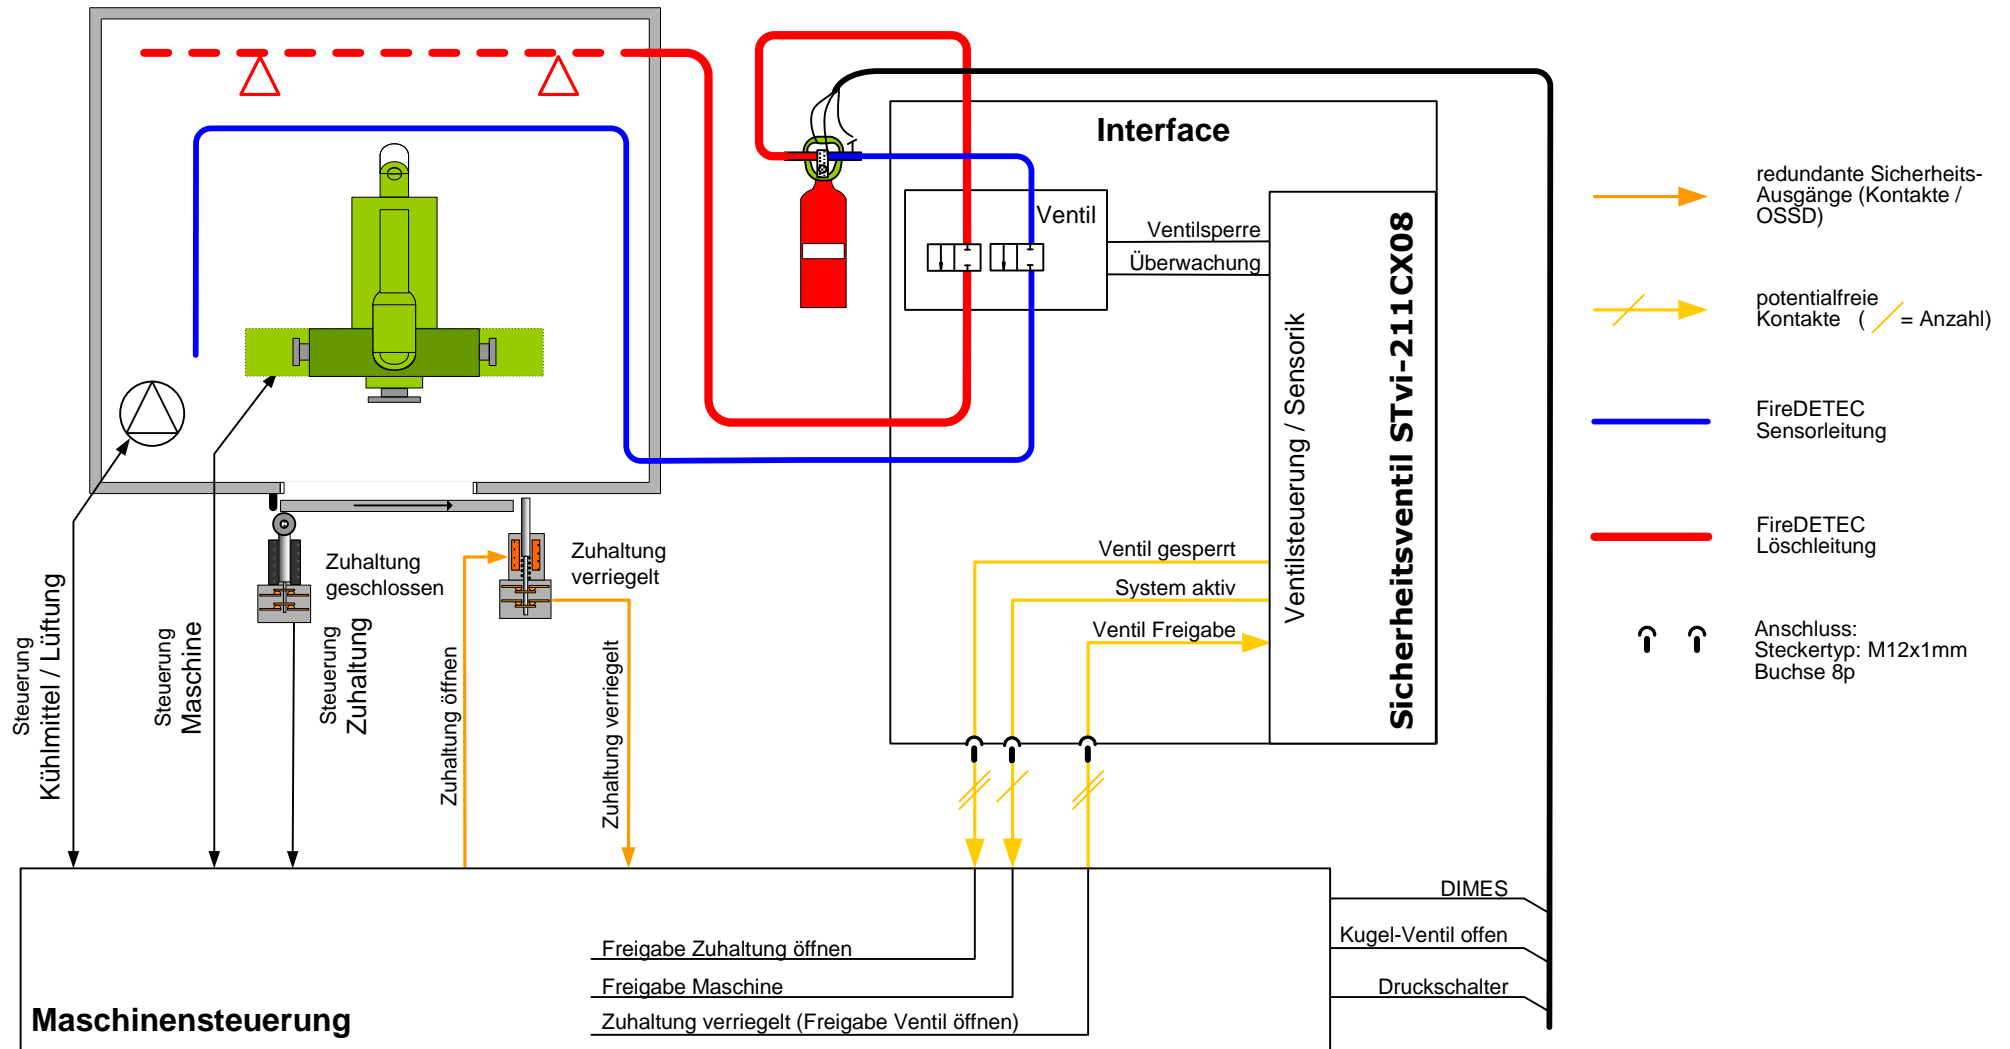 Interface
Ventil
Ventilsperre
Überwachung
Ventilsteuerung / Sensorik
Sicherheitsventil STvi-211CX08
Ventil gesperrt
System aktiv
Ventil Freigabe
redundante Sicherheits-
Ausgänge (Kontakte /
OSSD)
potentialfreie
Kontakte ( = Anzahl)
FireDETEC
Sensorleitung
FireDETEC
Löschleitung
Anschluss:
Steckertyp: M12x1mm
Buchse 8p
Zuhaltung
geschlossen
Zuhaltung
verriegelt
Steuerung
Kühlmittel / Lüftung
Steuerung
Maschine
Steuerung
Zuhaltung
Zuhaltung öffnen
Zuhaltung verriegelt
DIMES
Kugel-Ventil offen
Druckschalter
Freigabe Zuhaltung öffnen
Freigabe Maschine
Zuhaltung verriegelt (Freigabe Ventil öffnen)
Maschinensteuerung